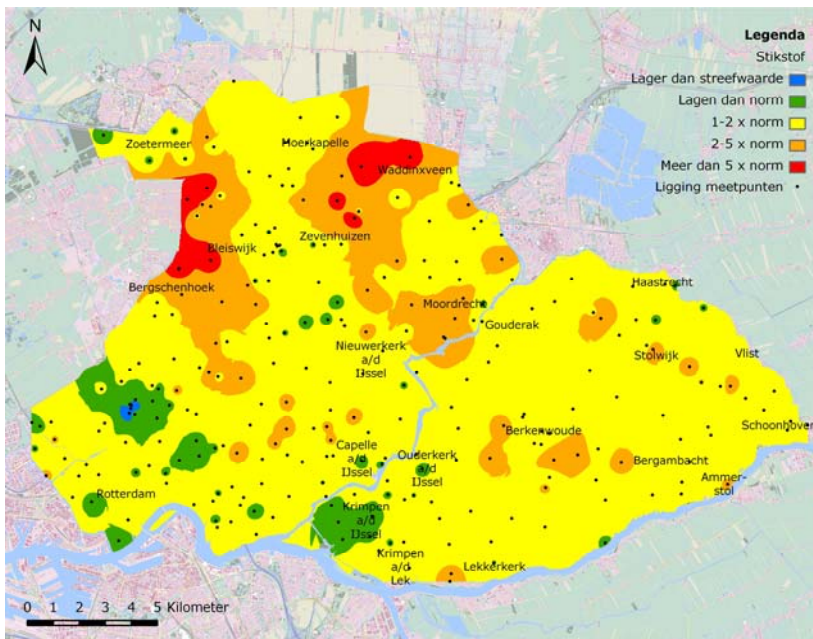 N
Legenda
Stikstof
Lager dan streefwaarde
Lagen dan norm
1-2 x norm
2-5 x norm
Meer dan 5 x norm
Ligging meetpunten
Zoetermeer
Moerkapelle
Waddinxveen
Bleiswijk
Zevenhuizen
Bergschenhoek
Moordrecht
Gouderak
Haastrecht
Nieuwerkerk
a/d
IJssel
Stolwijk
Vlist
Schoonhoven
Berkenwoude
Capelle
a/d
IJssel
Ouderkerk
a/d
IJssel
Bergambacht
Ammer-
stol
Rotterdam
Krimpen
a/d
IJssel
Krimpen
a/d
Lek
Lekkerkerk
0 1 2 3 4 5 Kilometer